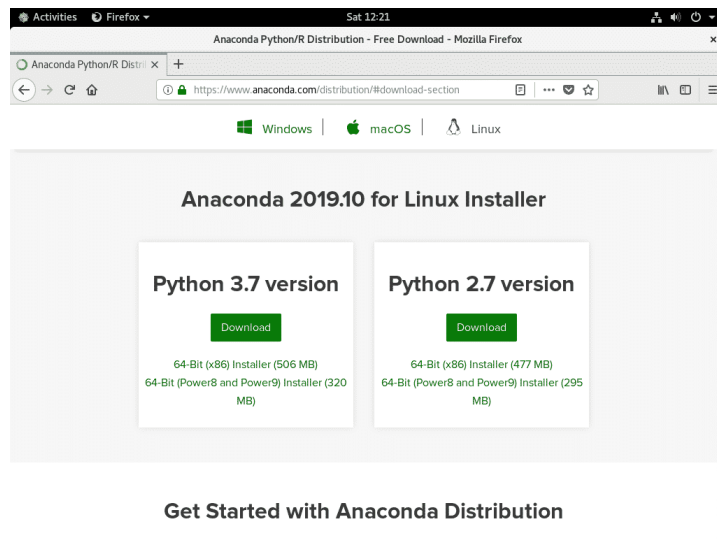 Activities Firefox Sat 12:21
Anaconda Python/R Distribution - Free Download - Mozilla Firefox
Anaconda Python/R Distri
https://www.anaconda.com/distribution/#download-section
Windows macOS Linux
Anaconda 2019.10 for Linux Installer
Python 3.7 version
Download
64-Bit (x86) Installer (506 MB)
64-Bit (Power8 and Power9) Installer (320
MB)
Python 2.7 version
Download
64-Bit (x86) Installer (477 MB)
64-Bit (Power8 and Power9) Installer (295
MB)
Get Started with Anaconda Distribution